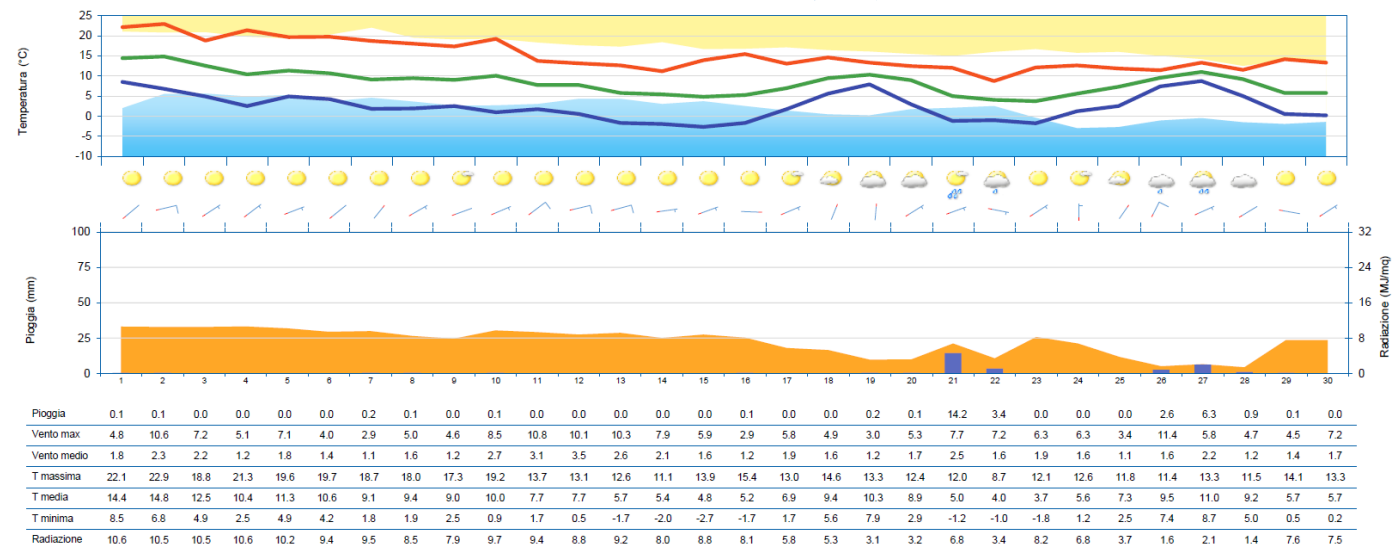 25
20
15
10
5
0
-5
-10
Temperatura (°C)
100
75
50
25
0
Pioggia (mm)
32
24
16
8
0
Radiazione (MJ/mq)
1 2 3 4 5 6 7 8 9 10 11 12 13 14 15 16 17 18 19 20 21 22 23 24 25 26 27 28 29 30
Pioggia 0.1 0.1 0.0 0.0 0.0 0.0 0.2 0.1 0.0 0.1 0.0 0.0 0.0 0.0 0.0 0.1 0.0 0.0 0.2 0.1 14.2 3.4 0.0 0.0 0.0 2.6 6.3 0.9 0.1 0.0
Vento max 4.8 10.6 7.2 5.1 7.1 4.0 2.9 5.0 4.6 8.5 10.8 10.1 10.3 7.9 5.9 2.9 5.8 4.9 3.0 5.3 7.7 7.2 6.3 6.3 3.4 11.4 5.8 4.7 4.5 7.2
Vento medio 1.8 2.3 2.2 1.2 1.8 1.4 1.1 1.6 1.2 2.7 3.1 3.5 2.6 2.1 1.6 1.2 1.9 1.6 1.2 1.7 2.5 1.6 1.9 1.6 1.1 1.6 2.2 1.2 1.4 1.7
T massima 22.1 22.9 18.8 21.3 19.6 19.7 18.7 18.0 17.3 19.2 13.7 13.1 12.6 11.1 13.9 15.4 13.0 14.6 13.3 12.4 12.0 8.7 12.1 12.6 11.8 11.4 13.3 11.5 14.1 13.3
T media 14.4 14.8 12.5 10.4 11.3 10.6 9.1 9.4 9.0 10.0 7.7 7.7 5.7 5.4 4.8 5.2 6.9 9.4 10.3 8.9 5.0 4.0 3.7 5.6 7.3 9.5 11.0 9.2 5.7 5.7
T minima 8.5 6.8 4.9 2.5 4.9 4.2 1.8 1.9 2.5 0.9 1.7 0.5 -1.7 -2.0 -2.7 -1.7 1.7 5.6 7.9 2.9 -1.2 -1.0 -1.8 1.2 2.5 7.4 8.7 5.0 0.5 0.2
Radiazione 10.6 10.5 10.5 10.6 10.2 9.4 9.5 8.5 7.9 9.7 9.4 8.8 9.2 8.0 8.8 8.1 5.8 5.3 3.1 3.2 6.8 3.4 8.2 6.8 3.7 1.6 2.1 1.4 7.6 7.5